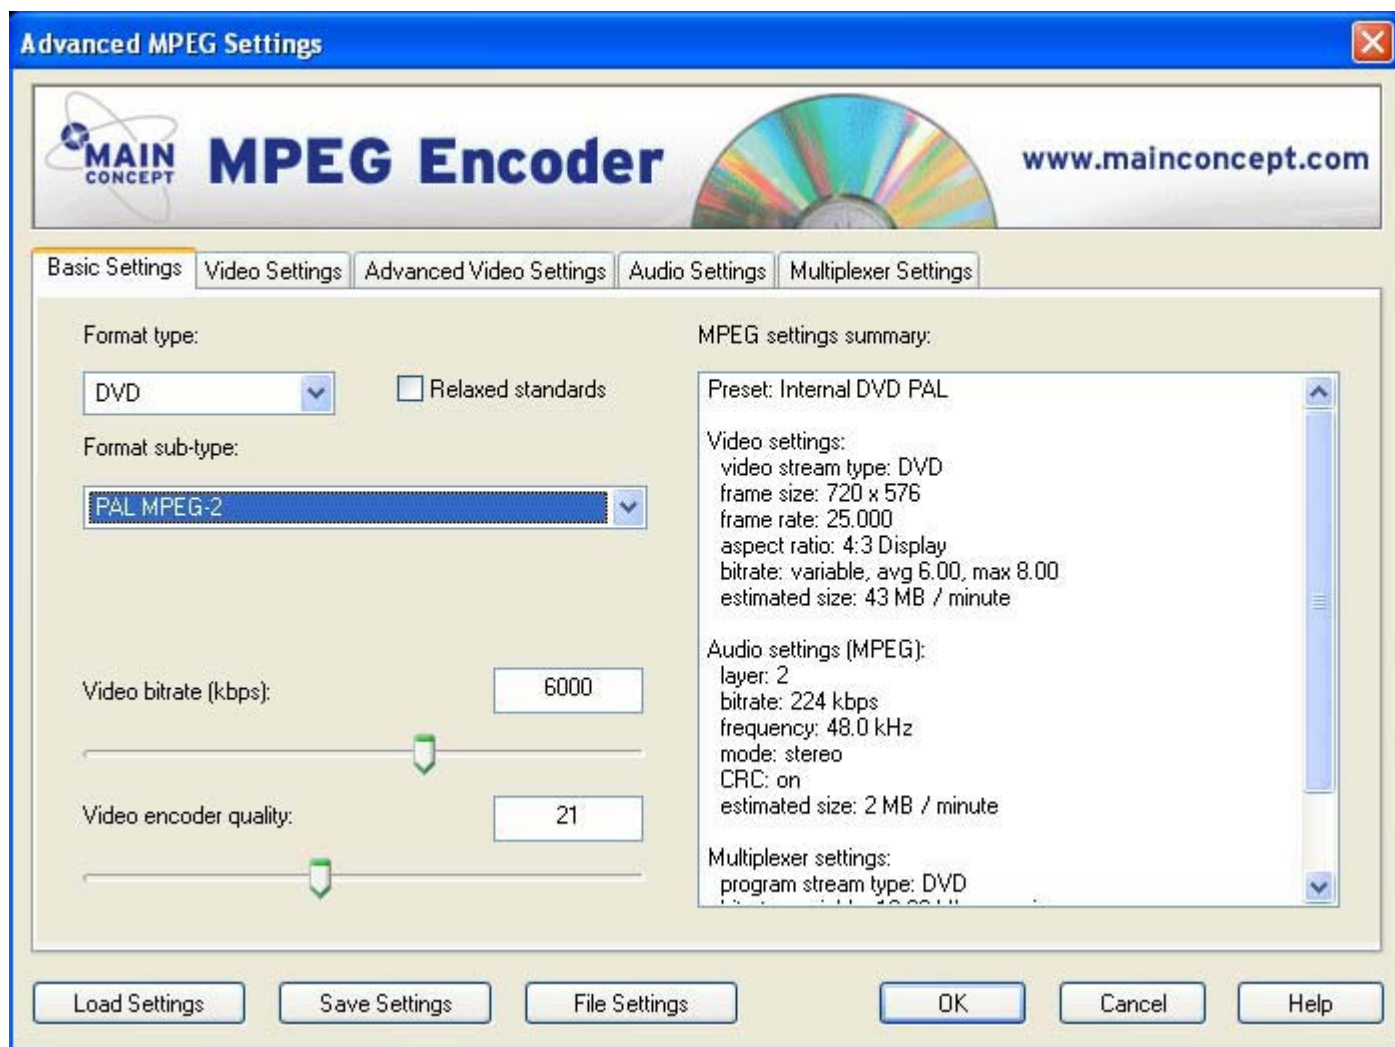 Advanced MPEG Settings
MAIN CONCEPT
MPEG Encoder
www.mainconcept.com
Basic Settings
Video Settings
Advanced Video Settings
Audio Settings
Multiplexer Settings
Format type:
DVD
Relaxed standards
Format sub-type:
PAL MPEG-2
Video bitrate (kbps):
6000
Video encoder quality:
21
MPEG settings summary:
Preset: Internal DVD PAL
Video settings:
video stream type: DVD
frame size: 720 x 576
frame rate: 25.000
aspect ratio: 4:3 Display
bitrate: variable, avg 6.00, max 8.00
estimated size: 43 MB / minute
Audio settings (MPEG):
layer: 2
bitrate: 224 kbps
frequency: 48.0 kHz
mode: stereo
CRC: on
estimated size: 2 MB / minute
Multiplexer settings:
program stream type: DVD
Load Settings
Save Settings
File Settings
OK
Cancel
Help